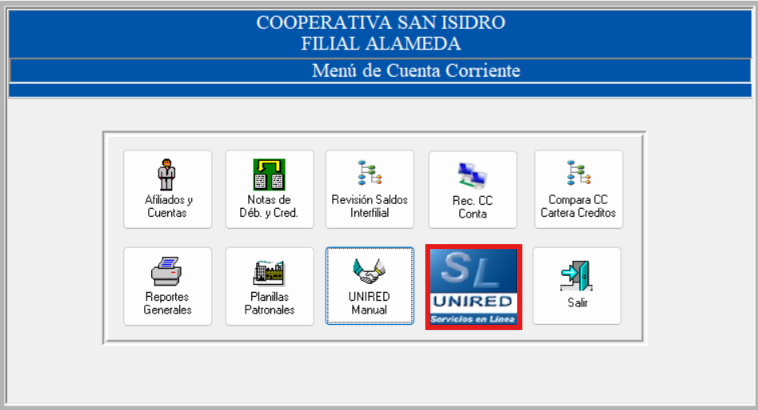 COOPERATIVA SAN ISIDRO
FILIAL ALAMEDA
Menú de Cuenta Corriente
Afiliados y
Cuentas
Notas de
Déb. y Cred.
Revisión Saldos
Interfilial
Rec. CC
Conta
Compara CC
Cartera Creditos
Reportes
Generales
Planillas
Patronales
UNIRED
Manual
SL
UNIRED
Servicios en Línea
Salir